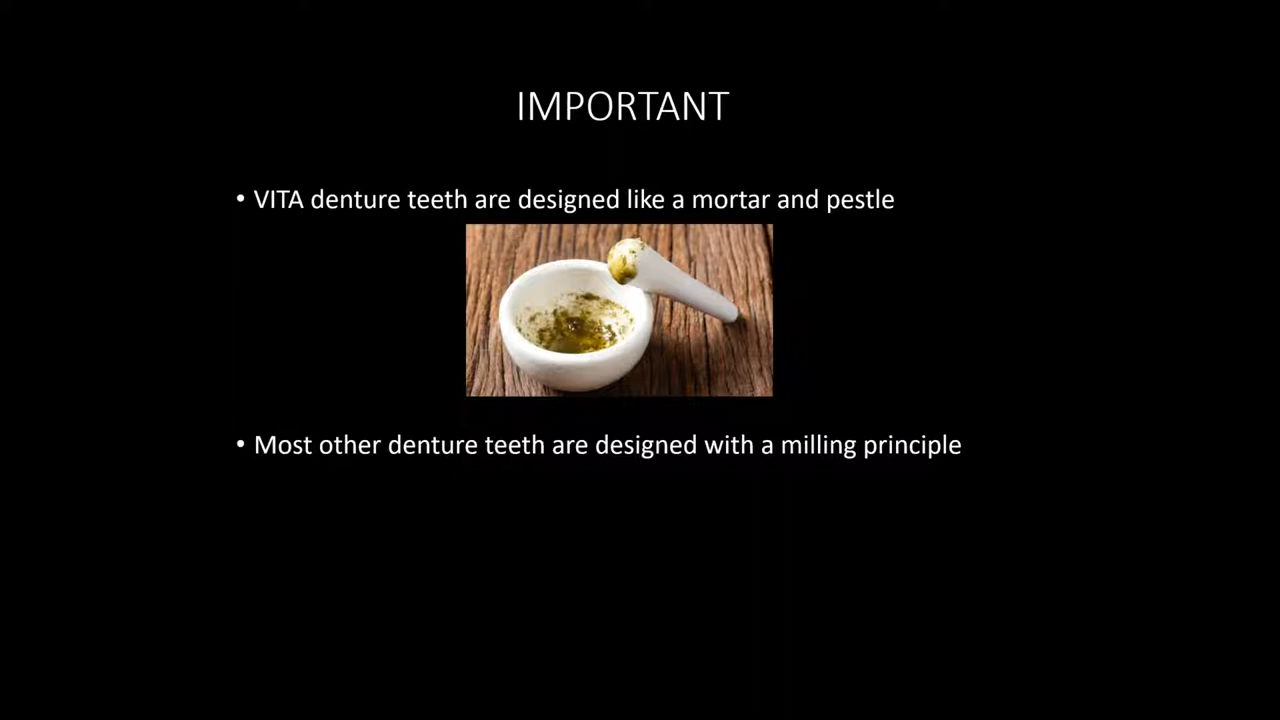 IMPORTANT
• VITA denture teeth are designed like a mortar and pestle
• Most other denture teeth are designed with a milling principle